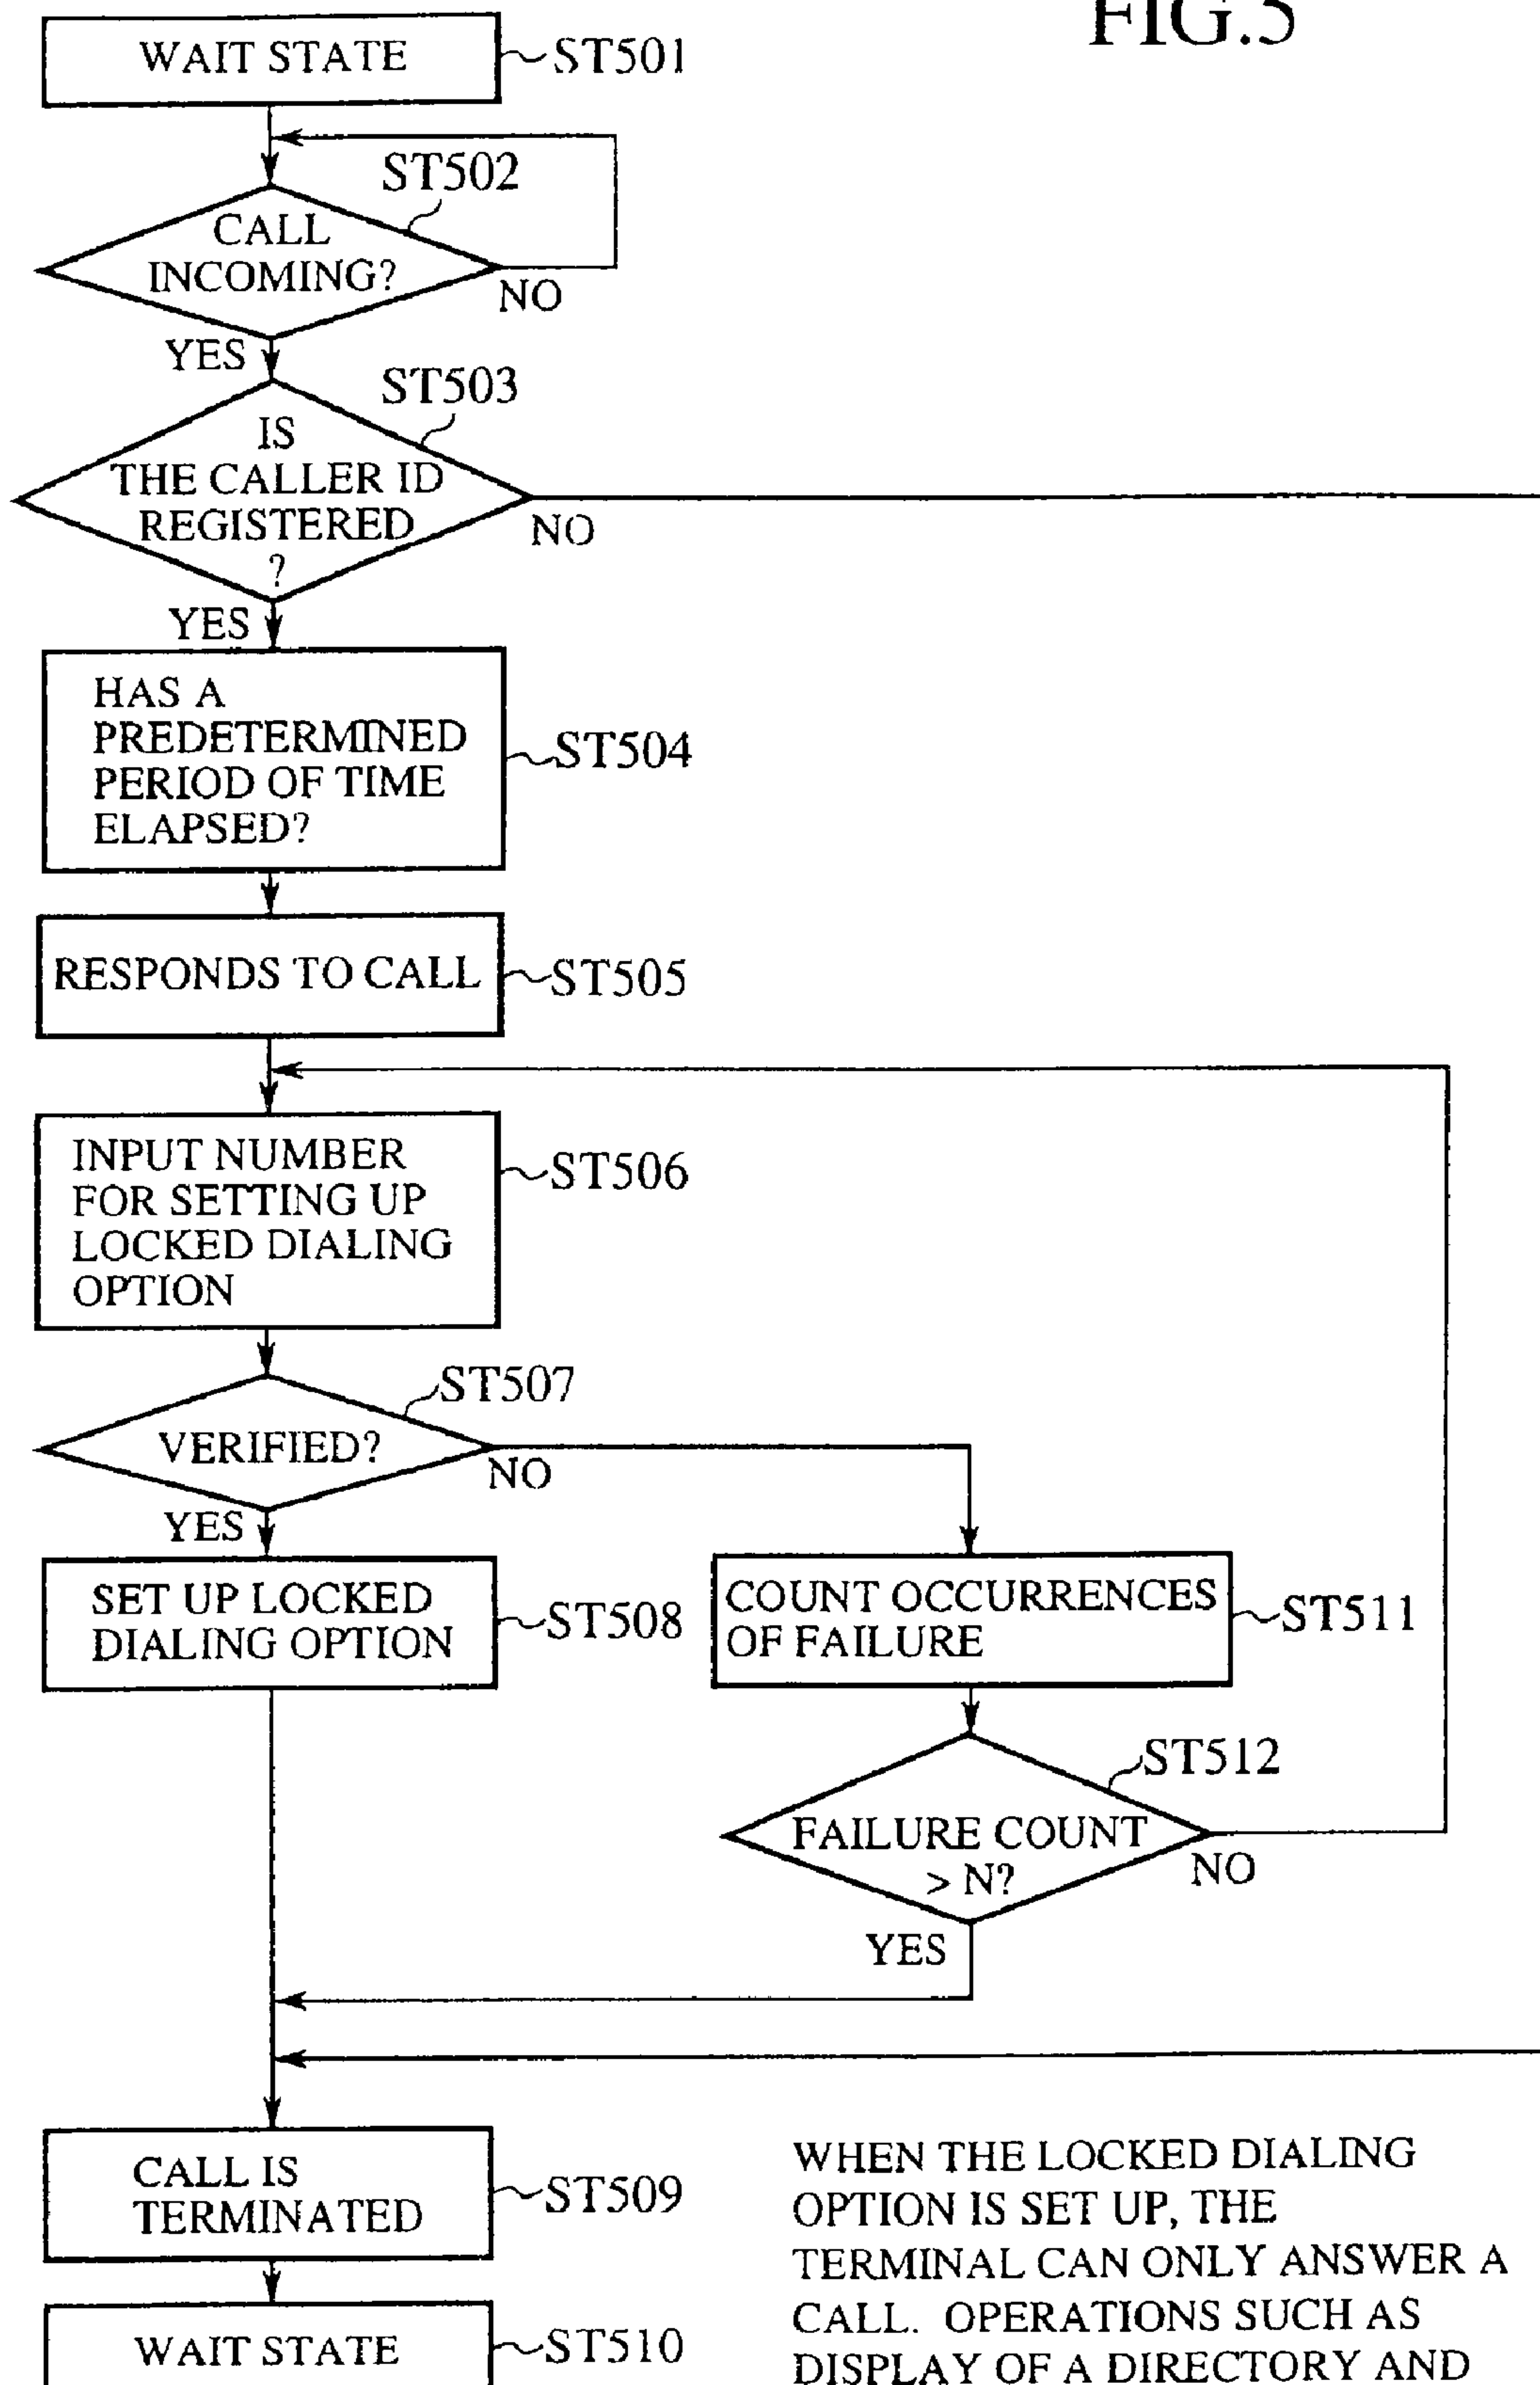 FIG.5
WAIT STATE
ST501
ST502
CALL
INCOMING?
NO
YES
ST503
IS
THE CALLER ID
REGISTERED
?
NO
YES
HAS A
PREDETERMINED
PERIOD OF TIME
ELAPSED?
ST504
RESPONDS TO CALL
ST505
INPUT NUMBER
FOR SETTING UP
LOCKED DIALING
OPTION
ST506
ST507
VERIFIED?
NO
YES
SET UP LOCKED
DIALING OPTION
ST508
COUNT OCCURRENCES
OF FAILURE
ST511
ST512
FAILURE COUNT
> N?
NO
YES
CALL IS
TERMINATED
ST509
WAIT STATE
ST510
WHEN THE LOCKED DIALING
OPTION IS SET UP, THE
TERMINAL CAN ONLY ANSWER A
CALL. OPERATIONS SUCH AS
DISPLAY OF A DIRECTORY AND